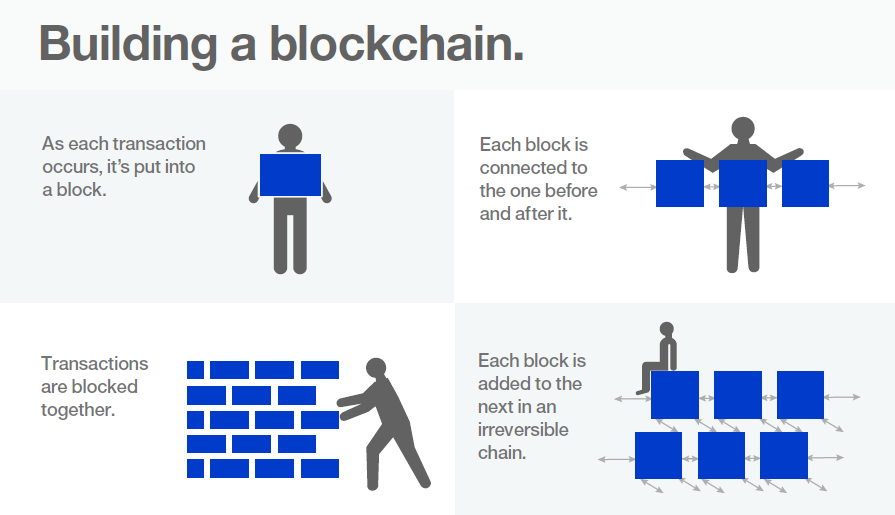 Building a blockchain.
As each transaction
occurs, it's put into
a block.
Each block is
connected to
the one before
and after it.
Transactions
are blocked
together.
Each block is
added to the
next in an
irreversible
chain.